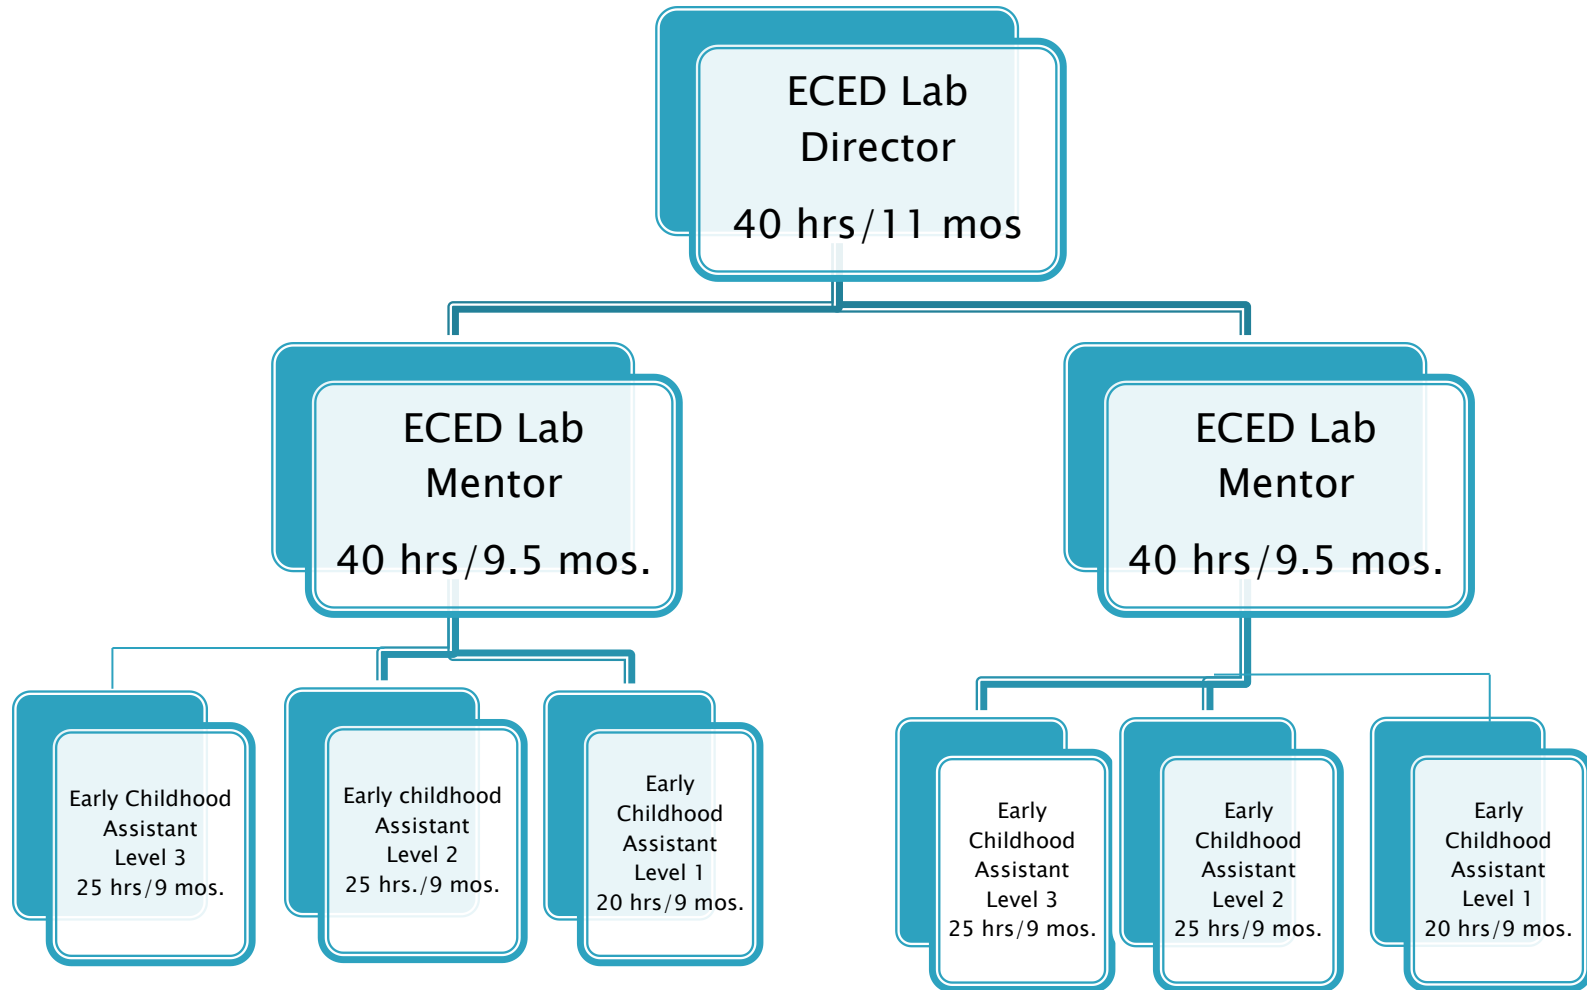 ECED Lab
Director
40 hrs/11 mos
ECED Lab
Mentor
40 hrs/9.5 mos.
ECED Lab
Mentor
40 hrs/9.5 mos.
Early Childhood
Assistant
Level 3
25 hrs/9 mos.
Early childhood
Assistant
Level 2
25 hrs./9 mos.
Early
Childhood
Assistant
Level 1
20 hrs/9 mos.
Early
Childhood
Assistant
Level 3
25 hrs/9 mos.
Early
Childhood
Assistant
Level 2
25 hrs/9 mos.
Early
Childhood
Assistant
Level 1
20 hrs/9 mos.